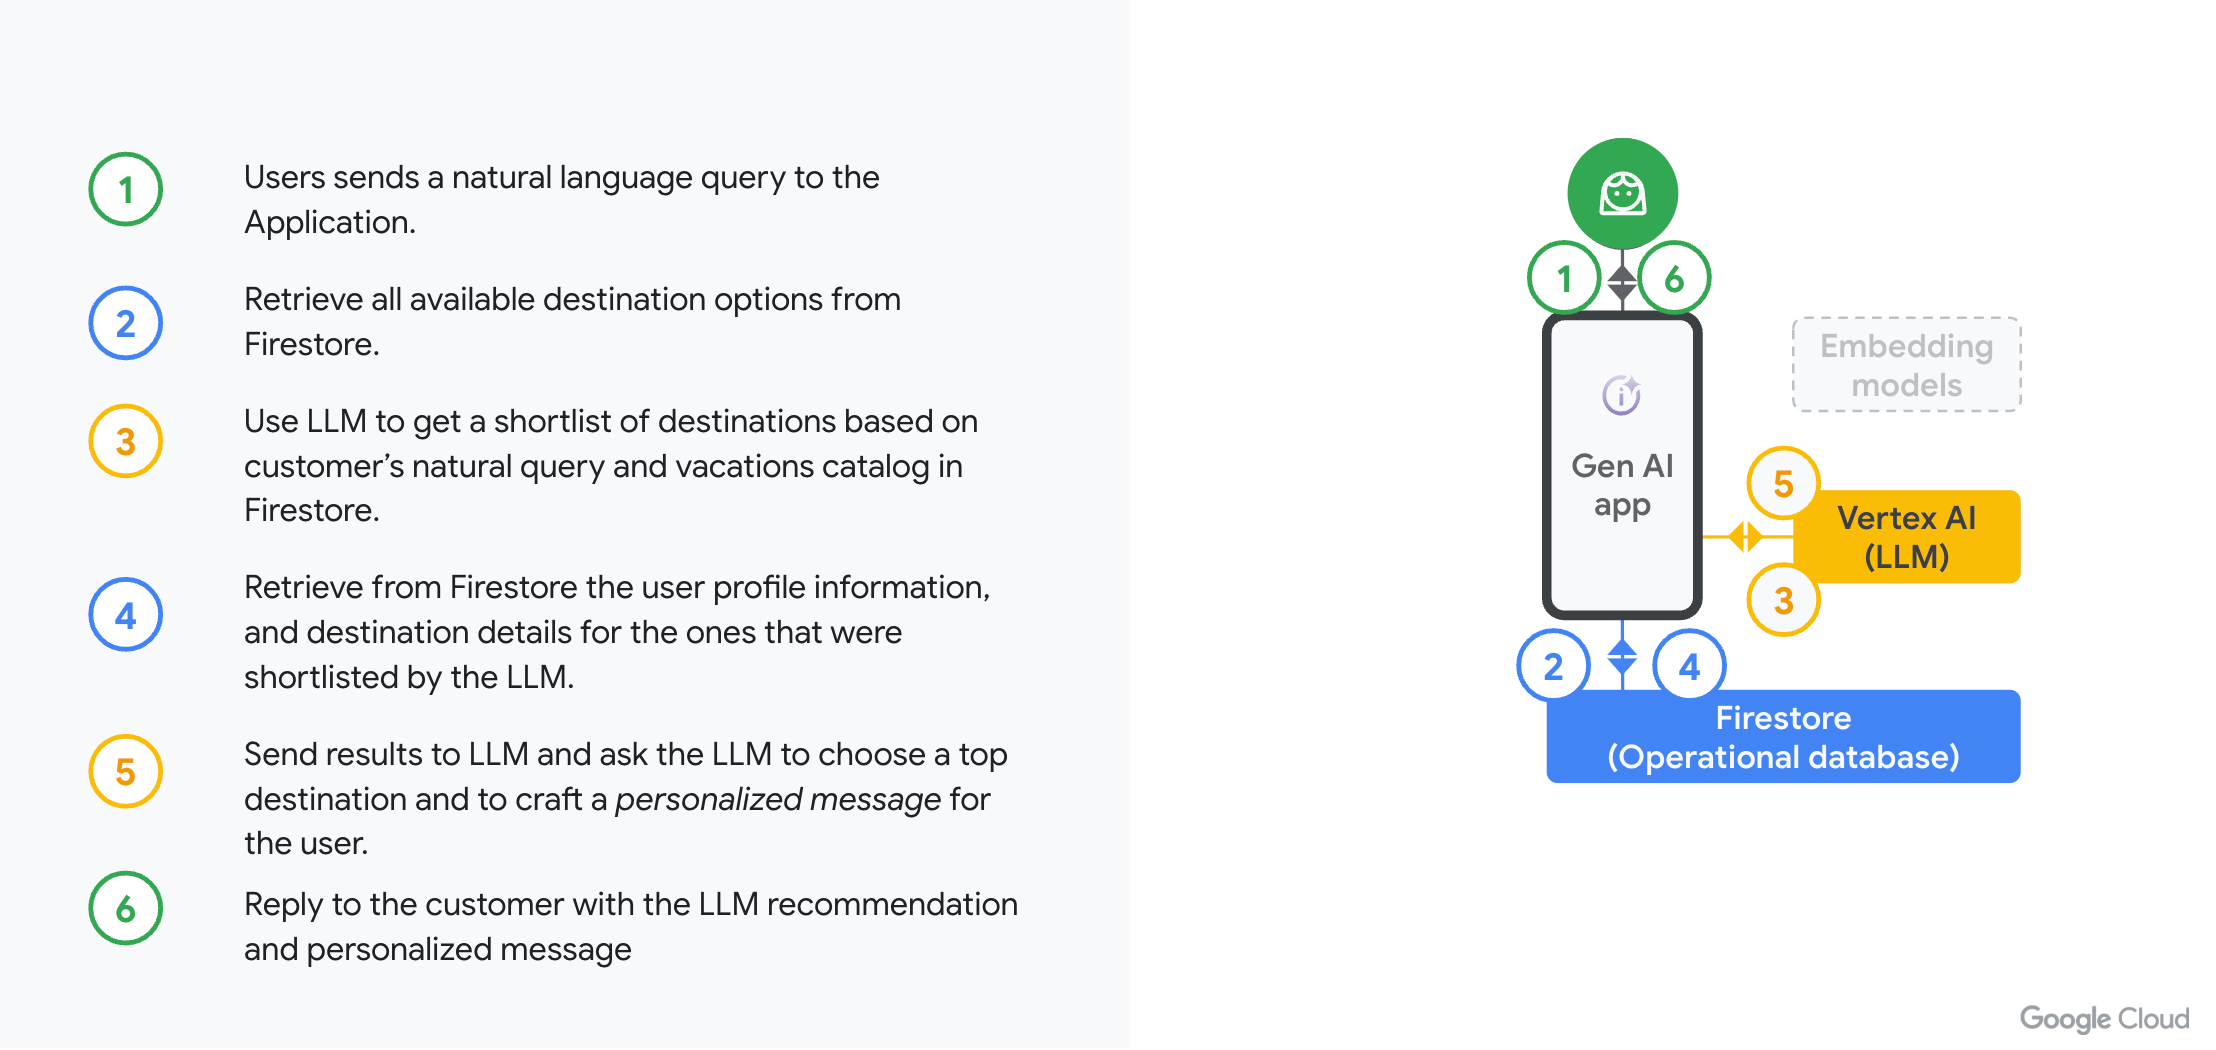 1
Users sends a natural language query to the
Application.
2
Retrieve all available destination options from
Firestore.
3
Use LLM to get a shortlist of destinations based on
customer’s natural query and vacations catalog in
Firestore.
4
Retrieve from Firestore the user profile information,
and destination details for the ones that were
shortlisted by the LLM.
5
Send results to LLM and ask the LLM to choose a top
destination and to craft a personalized message for
the user.
6
Reply to the customer with the LLM recommendation
and personalized message
1
6
Gen AI
app
Embedding
models
5
Vertex AI
(LLM)
3
2
4
Firestore
(Operational database)
Google Cloud